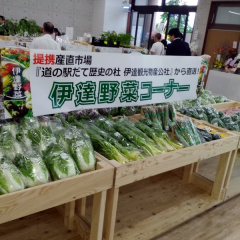 提携産直市場
『道の駅だて歴史の杜 伊達観光物産公社』から直送!
伊達野菜コーナー